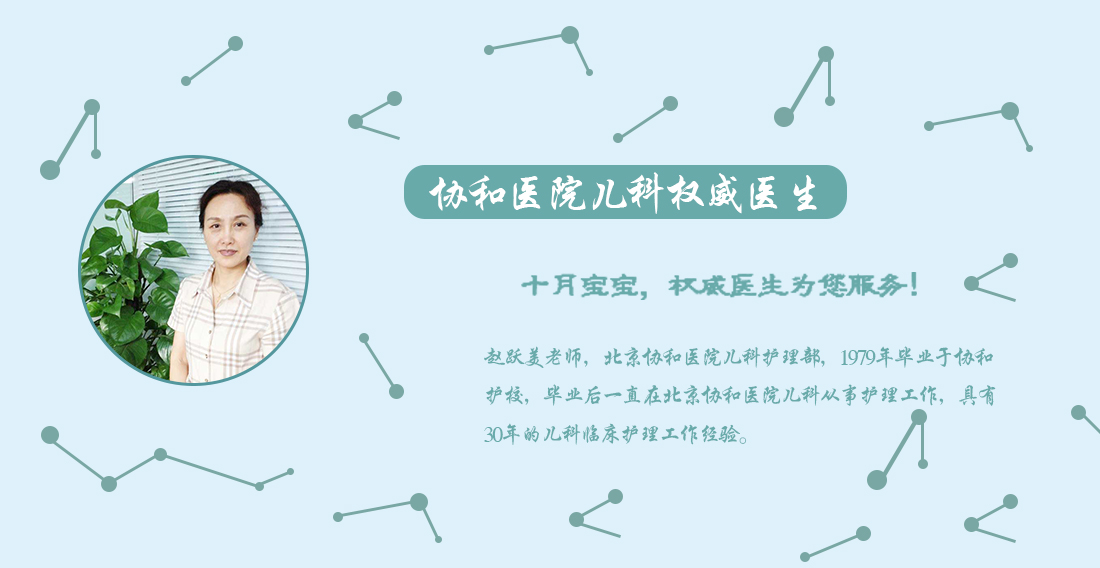 协和医院儿科权威医生
十月宝宝，权威医生为您服务！
赵跃美老师，北京协和医院儿科护理部，1979年毕业于协和
护校，毕业后一直在北京协和医院儿科从事护理工作，具有
30年的儿科临床护理工作经验。